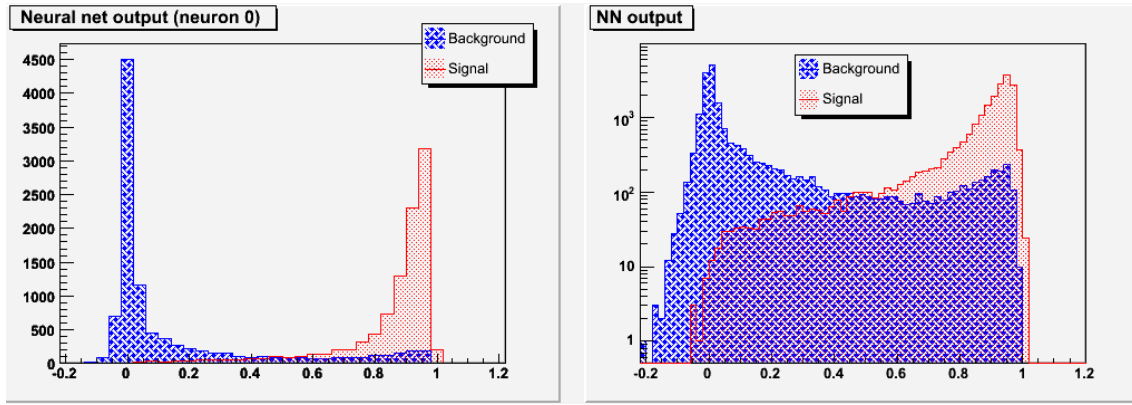 Neural net output (neuron 0)
Background
Signal
4500
4000
3500
3000
2500
2000
1500
1000
500
0
-0.2 0 0.2 0.4 0.6 0.8 1 1.2
NN output
Background
Signal
10³
10²
10
1
-0.2 0 0.2 0.4 0.6 0.8 1 1.2